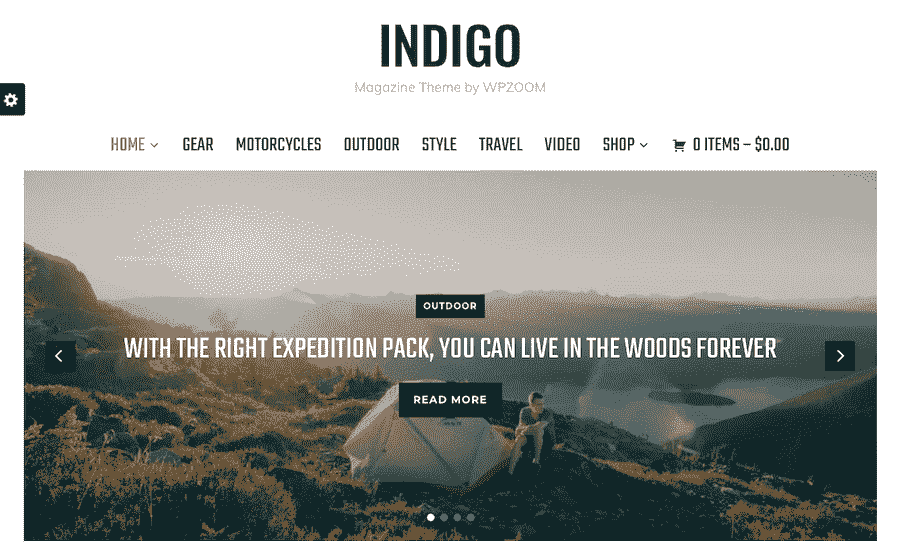 INDIGO
Magazine Theme by WPZOOM
HOME GEAR MOTORCYCLES OUTDOOR STYLE TRAVEL VIDEO SHOP 0 ITEMS – $0.00
OUTDOOR
WITH THE RIGHT EXPEDITION PACK, YOU CAN LIVE IN THE WOODS FOREVER
READ MORE